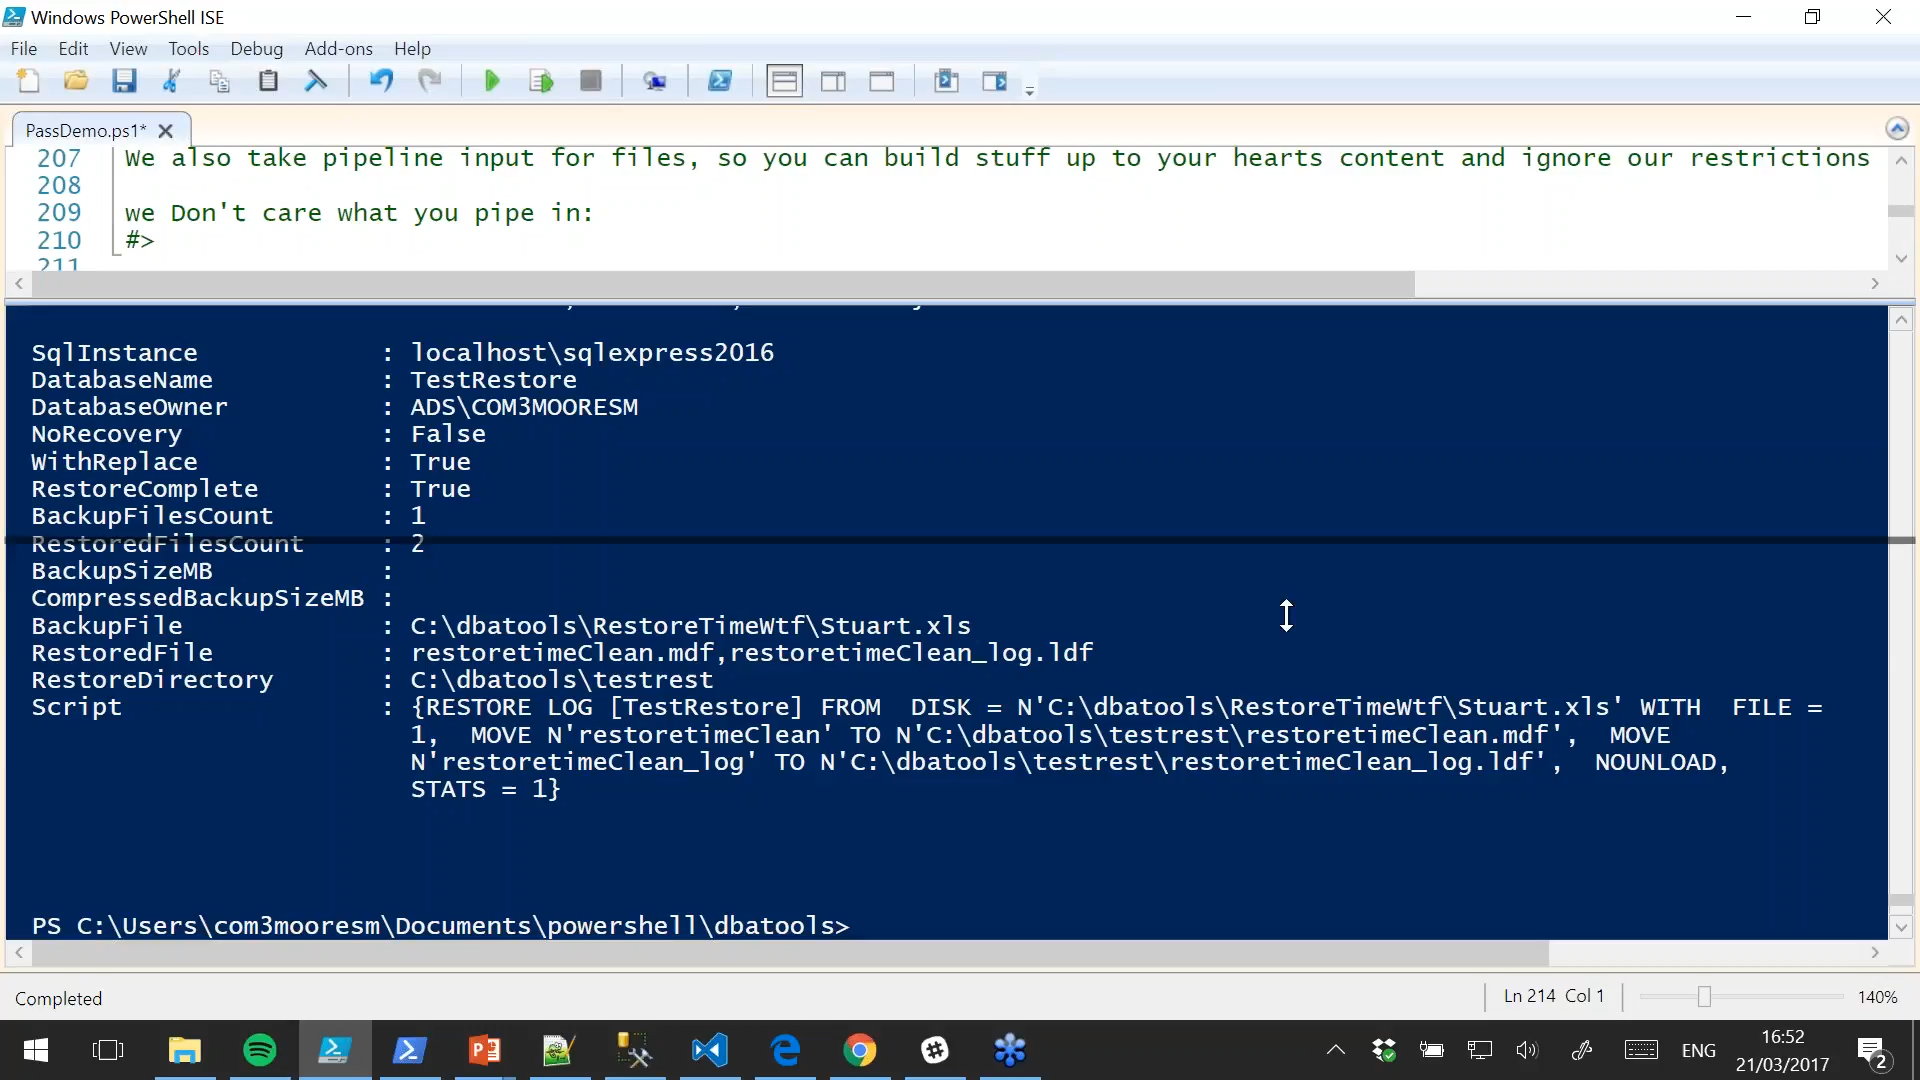 Windows PowerShell ISE
File Edit View Tools Debug Add-ons Help
PassDemo.ps1*
207 We also take pipeline input for files, so you can build stuff up to your hearts content and ignore our restrictions
208
209 we Don't care what you pipe in:
210 #>
211
SqlInstance : localhost\sqlexpress2016
DatabaseName : TestRestore
DatabaseOwner : ADS\COM3MOORESM
NoRecovery : False
WithReplace : True
RestoreComplete : True
BackupFilesCount : 1
RestoredFilesCount : 2
BackupSizeMB :
CompressedBackupSizeMB :
BackupFile : C:\dbatools\RestoreTimeWtf\Stuart.xls
RestoredFile : restoretimeClean.mdf,restoretimeClean_log.ldf
RestoreDirectory : C:\dbatools\testrest
Script : {RESTORE LOG [TestRestore] FROM  DISK = N'C:\dbatools\RestoreTimeWtf\Stuart.xls' WITH  FILE =
1,  MOVE N'restoretimeClean' TO N'C:\dbatools\testrest\restoretimeClean.mdf',  MOVE
N'restoretimeClean_log' TO N'C:\dbatools\testrest\restoretimeClean_log.ldf',  NOUNLOAD,
STATS = 1}
PS C:\Users\com3mooresm\Documents\powershell\dbatools>
Completed Ln 214 Col 1 140%
ENG 16:52
21/03/2017 2